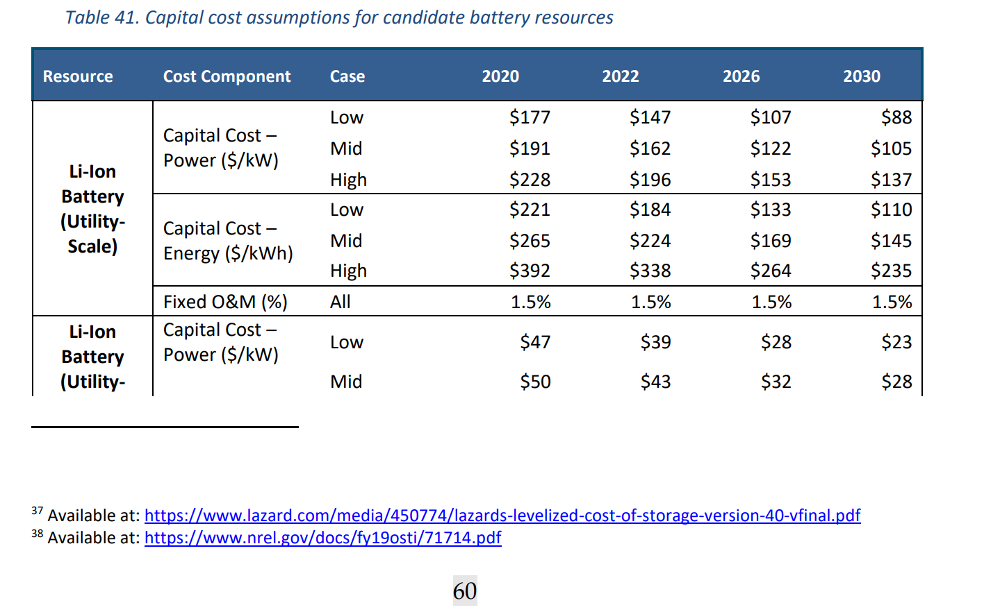 Table 41. Capital cost assumptions for candidate battery resources
Resource Cost Component Case 2020 2022 2026 2030
Li-Ion
Battery
(Utility-
Scale)
Capital Cost –
Power ($/kW)
Low $177 $147 $107 $88
Mid $191 $162 $122 $105
High $228 $196 $153 $137
Capital Cost –
Energy ($/kWh)
Low $221 $184 $133 $110
Mid $265 $224 $169 $145
High $392 $338 $264 $235
Fixed O&M (%) All 1.5% 1.5% 1.5% 1.5%
Li-Ion
Battery
(Utility-
Capital Cost –
Power ($/kW)
Low $47 $39 $28 $23
Mid $50 $43 $32 $28
37 Available at: https://www.lazard.com/media/450774/lazards-levelized-cost-of-storage-version-40-vfinal.pdf
38 Available at: https://www.nrel.gov/docs/fy19osti/71714.pdf
60